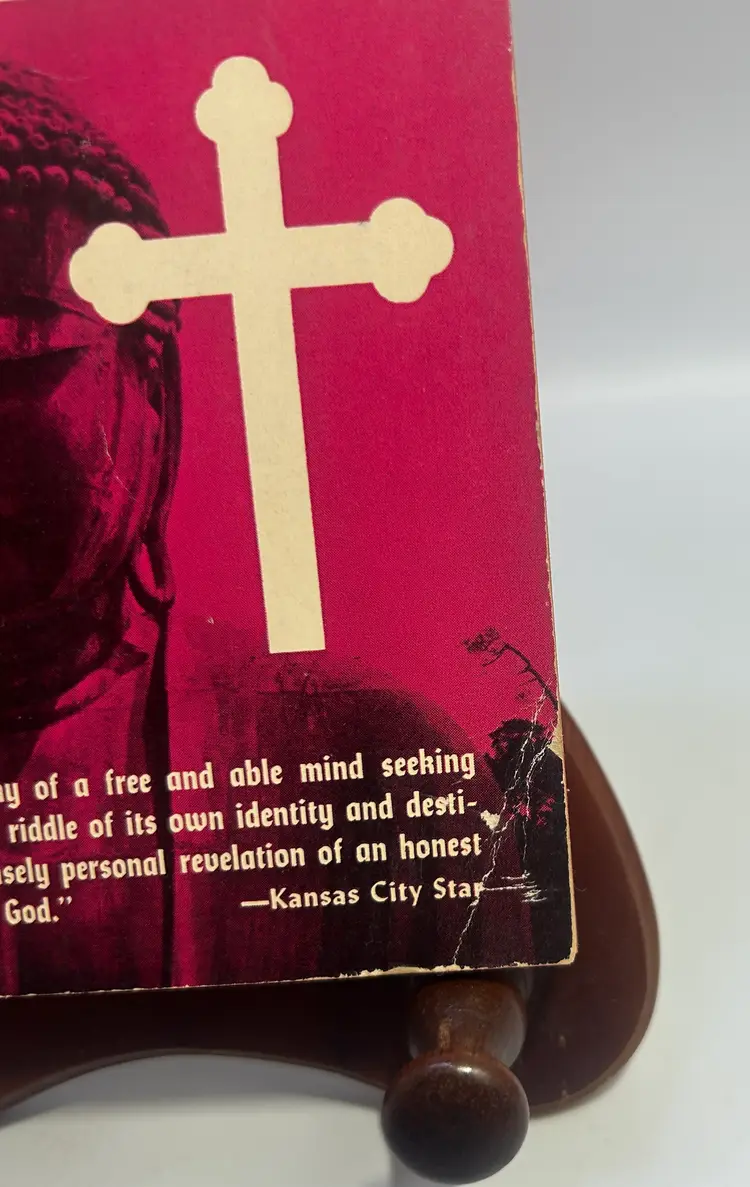 of a free and able mind seeking
riddle of its own identity and desti-
personal revelation of an honest
God.”
—Kansas City Star